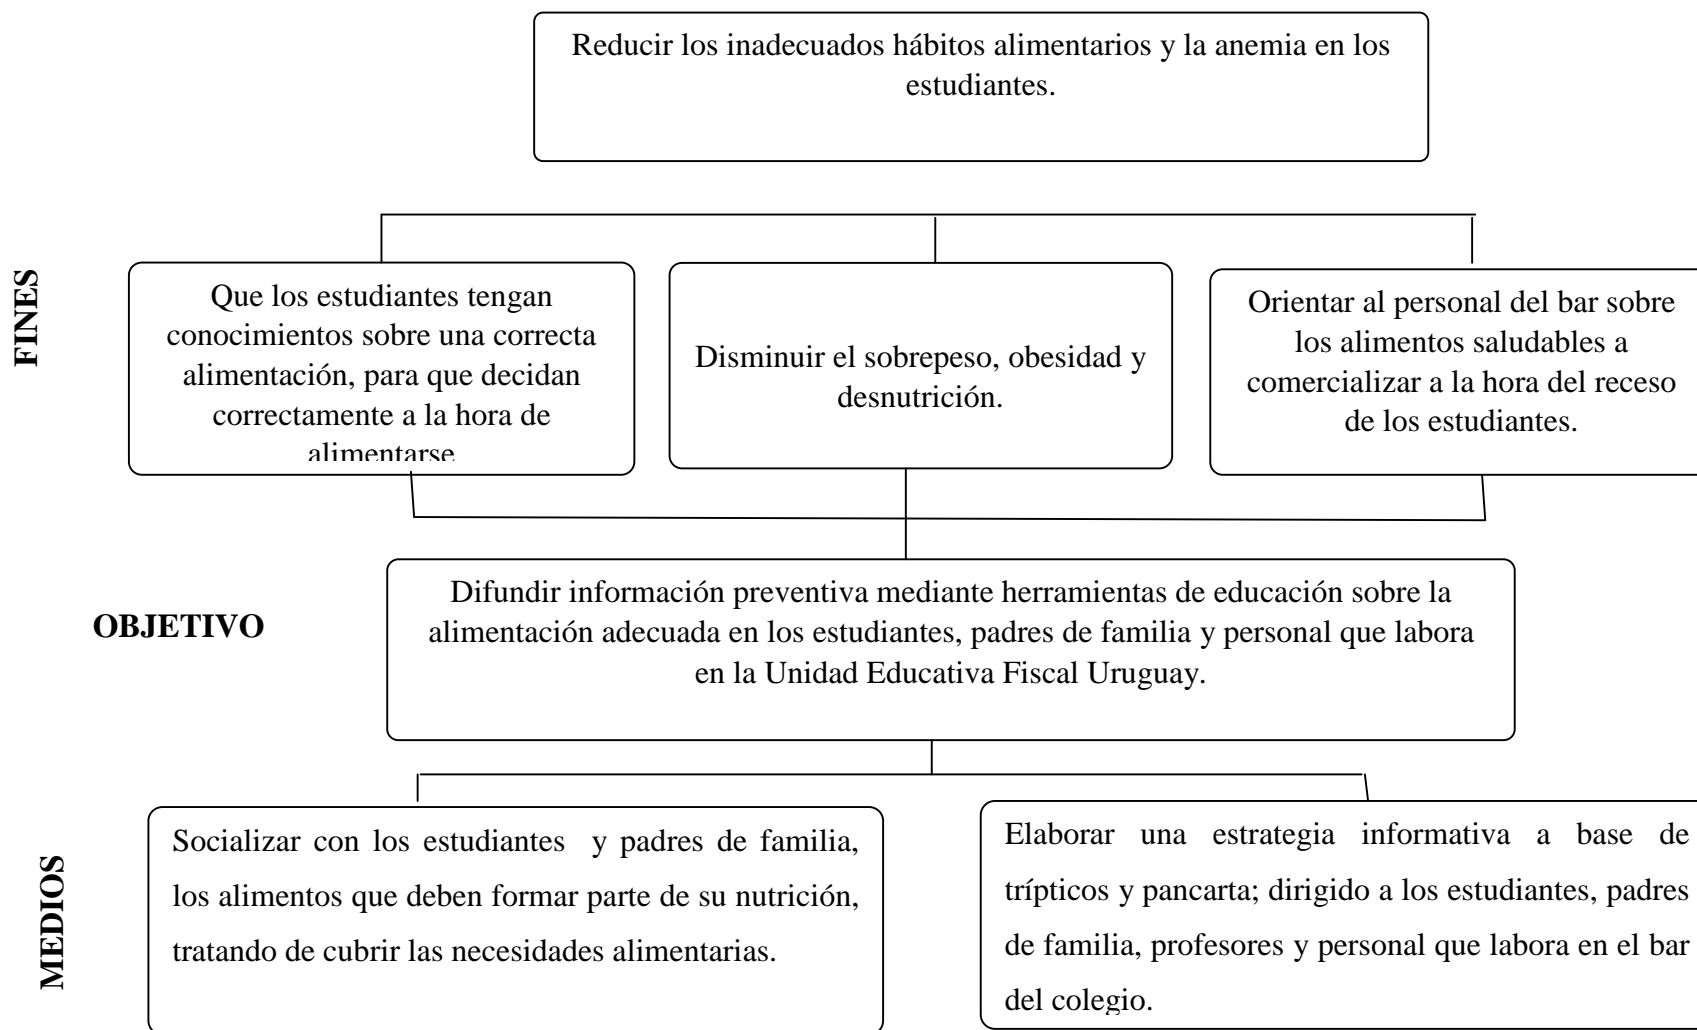 Reducir los inadecuados hábitos alimentarios y la anemia en los
estudiantes.
FINES
Que los estudiantes tengan
conocimientos sobre una correcta
alimentación, para que decidan
correctamente a la hora de
alimentarse
Disminuir el sobrepeso, obesidad y
desnutrición.
Orientar al personal del bar sobre
los alimentos saludables a
comercializar a la hora del receso
de los estudiantes.
OBJETIVO
Difundir información preventiva mediante herramientas de educación sobre la
alimentación adecuada en los estudiantes, padres de familia y personal que labora
en la Unidad Educativa Fiscal Uruguay.
MEDIOS
Socializar con los estudiantes y padres de familia,
los alimentos que deben formar parte de su nutrición,
tratando de cubrir las necesidades alimentarias.
Elaborar una estrategia informativa a base de
trípticos y pancarta; dirigido a los estudiantes, padres
de familia, profesores y personal que labora en el bar
del colegio.